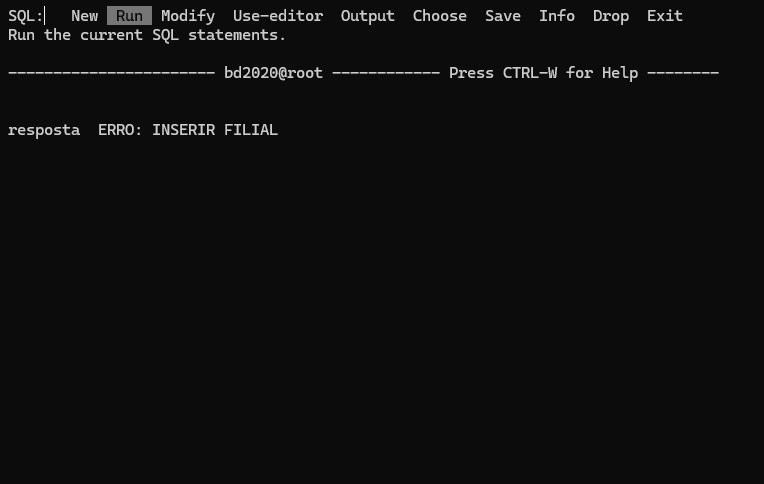 SQL:   New  Run  Modify  Use-editor  Output  Choose  Save  Info  Drop  Exit
Run the current SQL statements.
----------------------- bd2020@root ------------ Press CTRL-W for Help --------
resposta  ERRO: INSERIR FILIAL